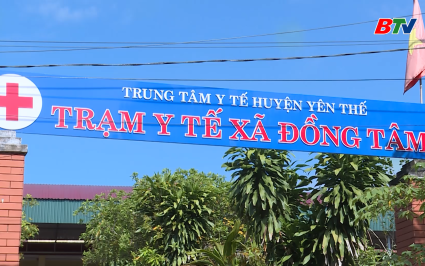 BTV
TRUNG TÂM Y TẾ HUYỆN YÊN THẾ
TRẠM Y TẾ XÃ ĐỒNG TÂM